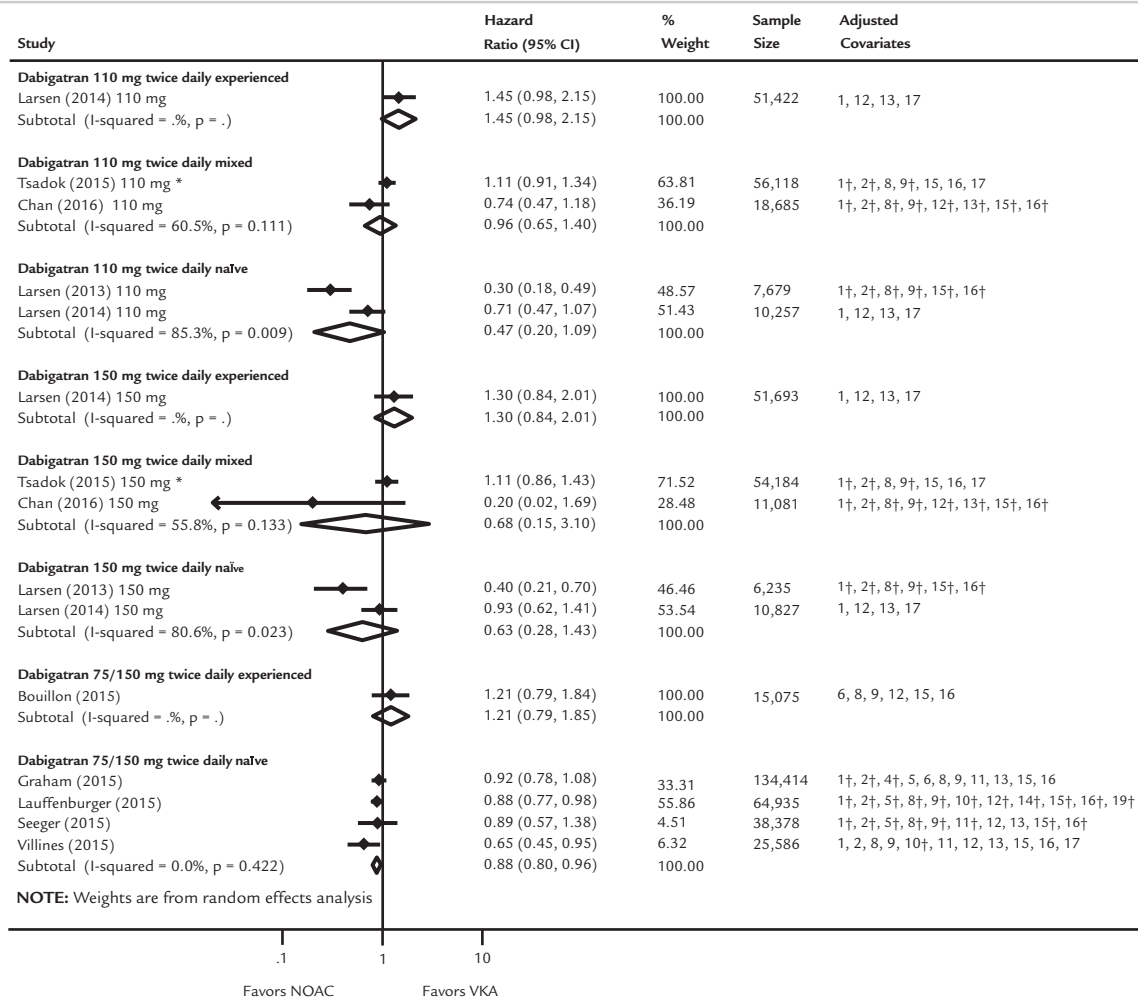 Hazard % Sample Adjusted
Study Ratio (95% CI) Weight Size Covariates
Dabigatran 110 mg twice daily experienced
Larsen (2014) 110 mg 1.45 (0.98, 2.15) 100.00 51,422 1, 12, 13, 17
Subtotal (I-squared = .%, p = .) 1.45 (0.98, 2.15) 100.00
Dabigatran 110 mg twice daily mixed
Tsadok (2015) 110 mg * 1.11 (0.91, 1.34) 63.81 56,118 1†, 2†, 8, 9†, 15, 16, 17
Chan (2016) 110 mg 0.74 (0.47, 1.18) 36.19 18,685 1†, 2†, 8†, 9†, 12†, 13†, 15†, 16†
Subtotal (I-squared = 60.5%, p = 0.111) 0.96 (0.65, 1.40) 100.00
Dabigatran 110 mg twice daily naïve
Larsen (2013) 110 mg 0.30 (0.18, 0.49) 48.57 7,679 1†, 2†, 8†, 9†, 15†, 16†
Larsen (2014) 110 mg 0.71 (0.47, 1.07) 51.43 10,257 1, 12, 13, 17
Subtotal (I-squared = 85.3%, p = 0.009) 0.47 (0.20, 1.09) 100.00
Dabigatran 150 mg twice daily experienced
Larsen (2014) 150 mg 1.30 (0.84, 2.01) 100.00 51,693 1, 12, 13, 17
Subtotal (I-squared = .%, p = .) 1.30 (0.84, 2.01) 100.00
Dabigatran 150 mg twice daily mixed
Tsadok (2015) 150 mg * 1.11 (0.86, 1.43) 71.52 54,184 1†, 2†, 8, 9†, 15, 16, 17
Chan (2016) 150 mg 0.20 (0.02, 1.69) 28.48 11,081 1†, 2†, 8†, 9†, 12†, 13†, 15†, 16†
Subtotal (I-squared = 55.8%, p = 0.133) 0.68 (0.15, 3.10) 100.00
Dabigatran 150 mg twice daily naïve
Larsen (2013) 150 mg 0.40 (0.21, 0.70) 46.46 6,235 1†, 2†, 8†, 9†, 15†, 16†
Larsen (2014) 150 mg 0.93 (0.62, 1.41) 53.54 10,827 1, 12, 13, 17
Subtotal (I-squared = 80.6%, p = 0.023) 0.63 (0.28, 1.43) 100.00
Dabigatran 75/150 mg twice daily experienced
Bouillon (2015) 1.21 (0.79, 1.84) 100.00 15,075 6, 8, 9, 12, 15, 16
Subtotal (I-squared = .%, p = .) 1.21 (0.79, 1.85) 100.00
Dabigatran 75/150 mg twice daily naïve
Graham (2015) 0.92 (0.78, 1.08) 33.31 134,414 1†, 2†, 4†, 5, 6, 8, 9, 11, 13, 15, 16
Lauffenburger (2015) 0.88 (0.77, 0.98) 55.86 64,935 1†, 2†, 5†, 8†, 9†, 10†, 12†, 14†, 15†, 16†, 19†
Seeger (2015) 0.89 (0.57, 1.38) 4.51 38,378 1†, 2†, 5†, 8†, 9†, 11†, 12, 13, 15†, 16†
Villines (2015) 0.65 (0.45, 0.95) 6.32 25,586 1, 2, 8, 9, 10†, 11, 12, 13, 15, 16, 17
Subtotal (I-squared = 0.0%, p = 0.422) 0.88 (0.80, 0.96) 100.00
NOTE: Weights are from random effects analysis
.1 1 10
Favors NOAC Favors VKA